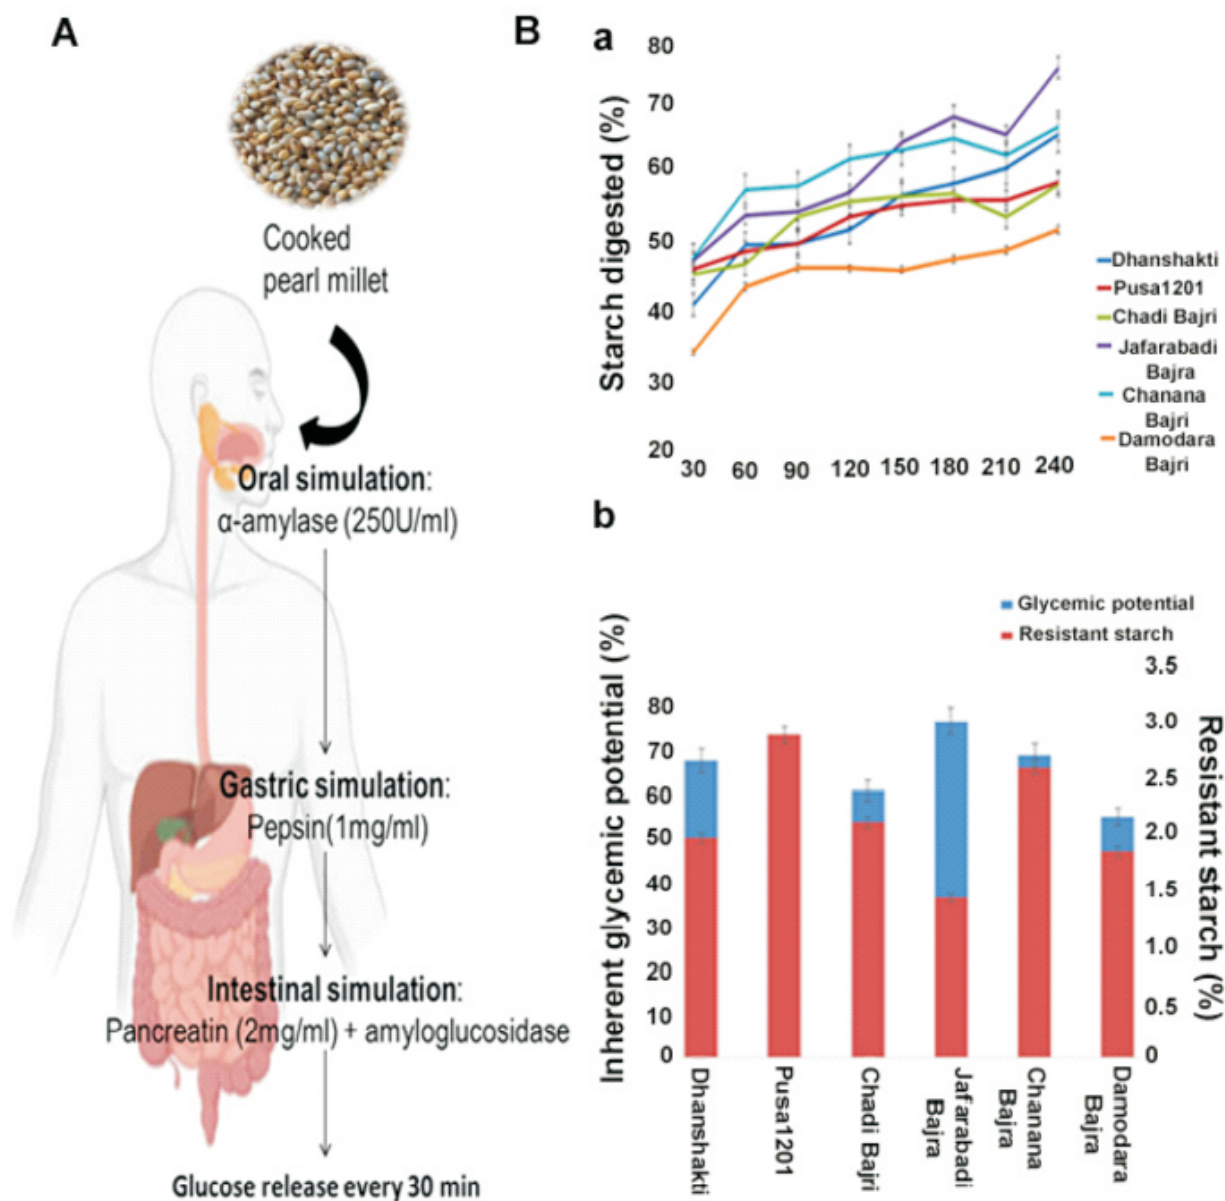 A
Cooked
pearl millet
Oral simulation:
α-amylase (250U/ml)
Gastric simulation:
Pepsin(1mg/ml)
Intestinal simulation:
Pancreatin (2mg/ml) + amyloglucosidase
Glucose release every 30 min
B
a
Starch digested (%)
80
70
60
50
40
30
20
30 60 90 120 150 180 210 240
Dhanshakti
Pusa1201
Chadi Bajri
Jafarabadi
Bajra
Chanana
Bajri
Damodara
Bajri
b
Glycemic potential
Resistant starch
Inherent glycemic potential (%)
80
70
60
50
40
30
20
10
0
3.5
3.0
2.5
2.0
1.5
1.0
0.5
0
Resistant starch (%)
Dhanshakti
Pusa1201
Chadi Bajri
Jafarabadi
Bajra
Chanana
Bajra
Damodara
Bajra